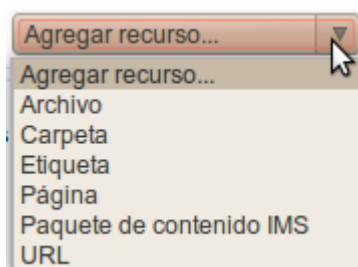 Agregar recurso...
Agregar recurso...
Archivo
Carpeta
Etiqueta
Página
Paquete de contenido IMS
URL